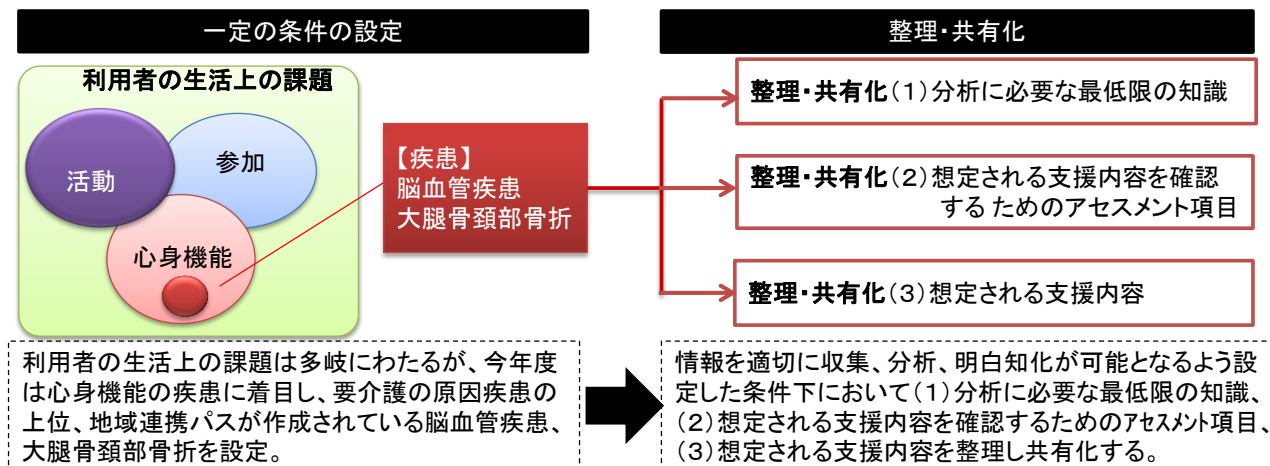 一定の条件の設定
整理・共有化
利用者の生活上の課題
活動
参加
心身機能
【疾患】
脳血管疾患
大腿骨頚部骨折
整理・共有化(1)分析に必要な最低限の知識
整理・共有化(2)想定される支援内容を確認
する ためのアセスメント項目
整理・共有化(3)想定される支援内容
利用者の生活上の課題は多岐にわたるが、今年度
は心身機能の疾患に着目し、要介護の原因疾患の
上位、地域連携パスが作成されている脳血管疾患、
大腿骨頚部骨折を設定。
情報を適切に収集、分析、明白知化が可能となるよう設
定した条件下において(1)分析に必要な最低限の知識、
(2)想定される支援内容を確認するためのアセスメント項目、
(3)想定される支援内容を整理し共有化する。